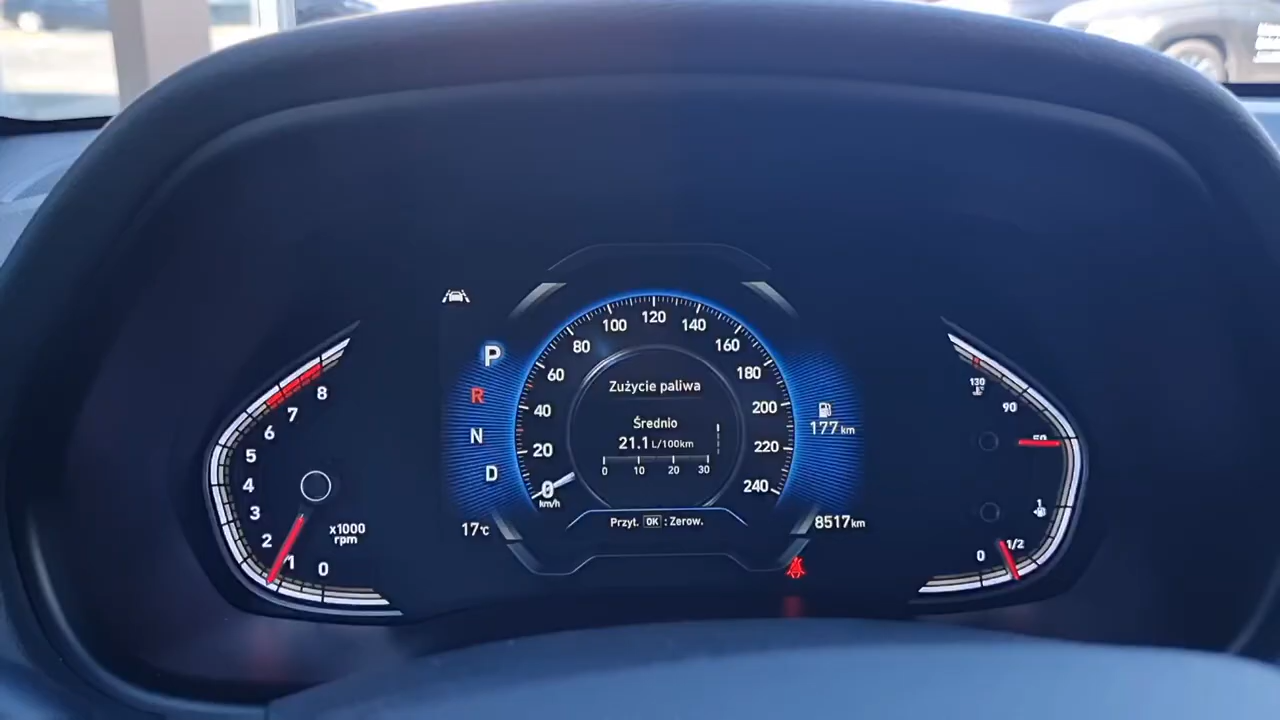 P
R
N
D
17°C
8
7
6
5
4
3
2
1
0
x1000
rpm
0
20
40
60
80
100
120
140
160
180
200
220
240
km/h
Zużycie paliwa
Średnio
21.1 L/100km
0 10 20 30
Przyt. OK : Zerow.
177 km
8517 km
130
90
50
1
1/2
0